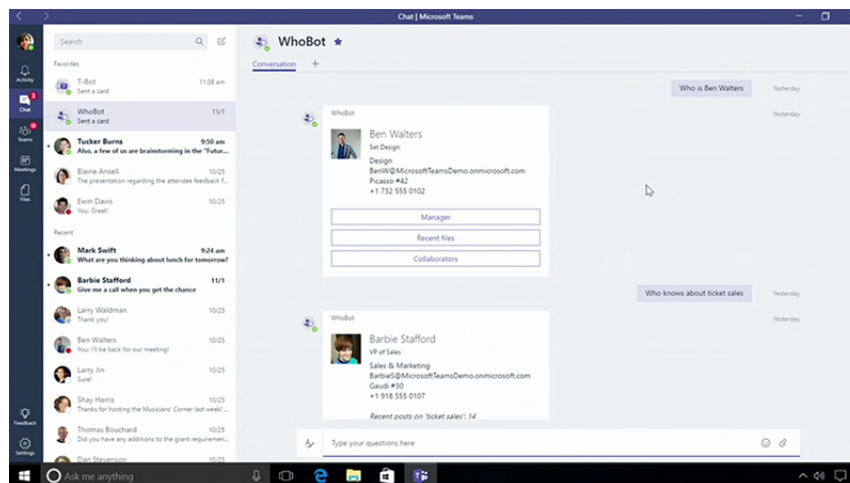 Chat | Microsoft Teams
Search
Activity
Chat
3
Teams
Meetings
Files
Feedback
Settings
Favorites
T-Bot
11:38 am
Sent a card
WhoBot
11/1
Sent a card
Tucker Burns
9:50 am
Also, a few of us are brainstorming in the "Futur...
Elaine Ansell
10/25
The presentation regarding the attendee feedback f...
Ewin Davis
10/25
You: Great!
Recent
Mark Swift
9:24 am
What are you thinking about lunch for tomorrow?
Barbie Stafford
11/1
Give me a call when you get the chance
Larry Waldman
10/25
Thank you!
Ben Walters
10/25
You: I'll be back for our meeting!
Larry Jin
10/25
Sure!
Shay Harris
10/25
Thanks for hosting the Musicians' Corner last week! ...
Thomas Bouchard
10/25
Did you have any additions to the grant requiremen...
Dan Stevenson
10/25
WhoBot
Conversation
Who is Ben Walters
Yesterday
WhoBot
Yesterday
Ben Walters
Set Design
Design
BenW@MicrosoftTeamsDemo.onmicrosoft.com
Picasso #42
+1 732 555 0102
Manager
Recent files
Collaborators
Who knows about ticket sales
Yesterday
WhoBot
Yesterday
Barbie Stafford
VP of Sales
Sales & Marketing
BarbieS@MicrosoftTeamsDemo.onmicrosoft.com
Gaudi #30
+1 918 555 0107
Recent posts on 'ticket sales': 14
Type your questions here
Ask me anything